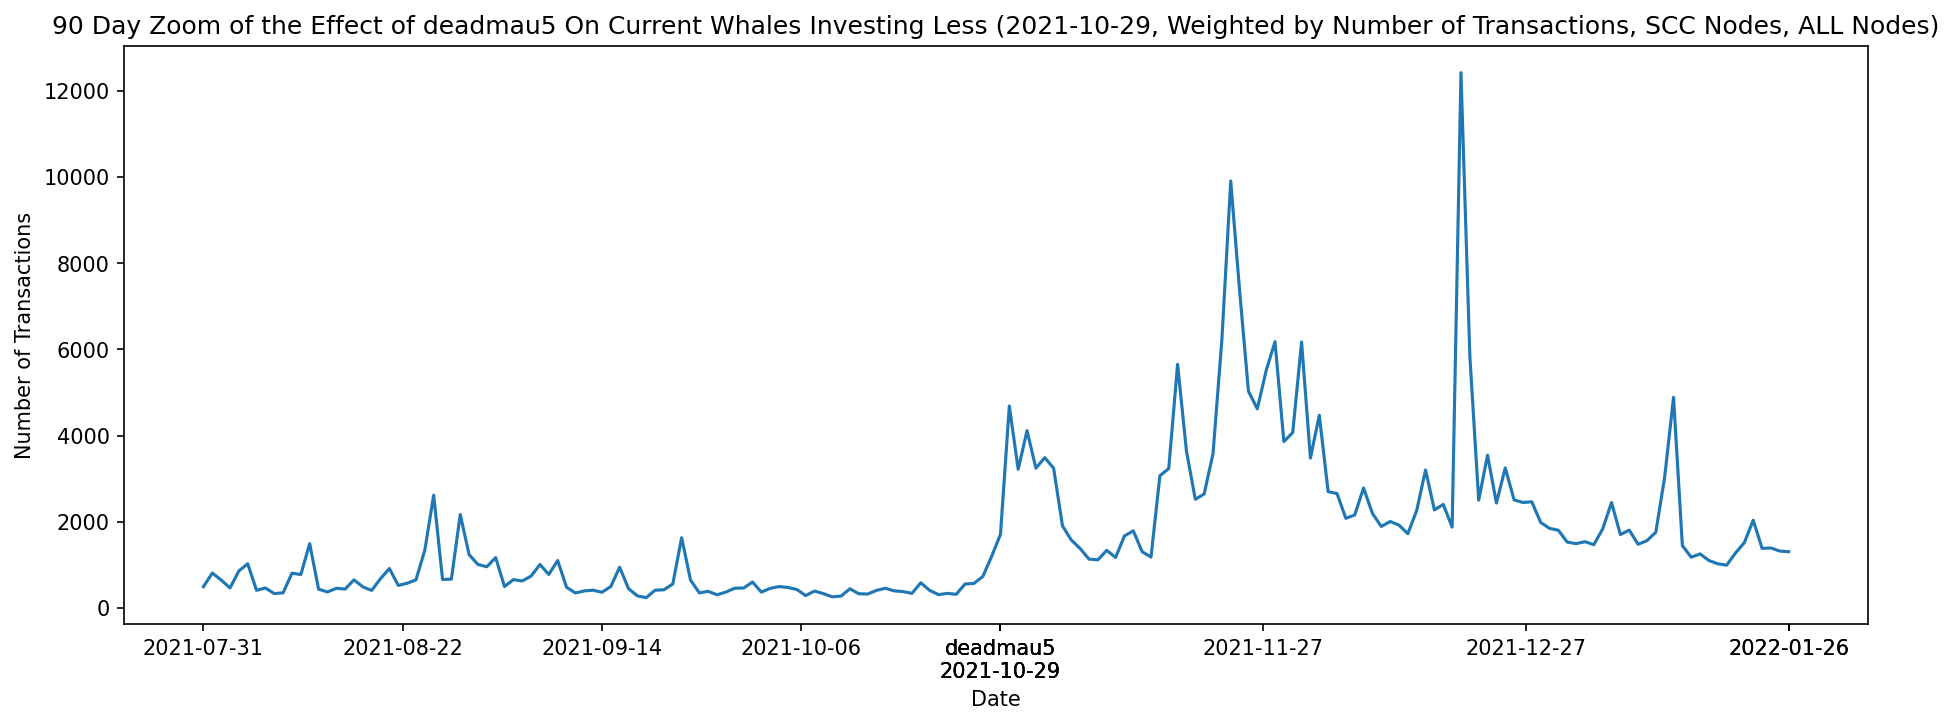 90 Day Zoom of the Effect of deadmau5 On Current Whales Investing Less (2021-10-29, Weighted by Number of Transactions, SCC Nodes, ALL Nodes)
12000
10000
8000
6000
4000
2000
0
Number of Transactions
2021-07-31 2021-08-22 2021-09-14 2021-10-06 deadmau5 2021-11-27 2021-12-27 2022-01-26
2021-10-29
Date